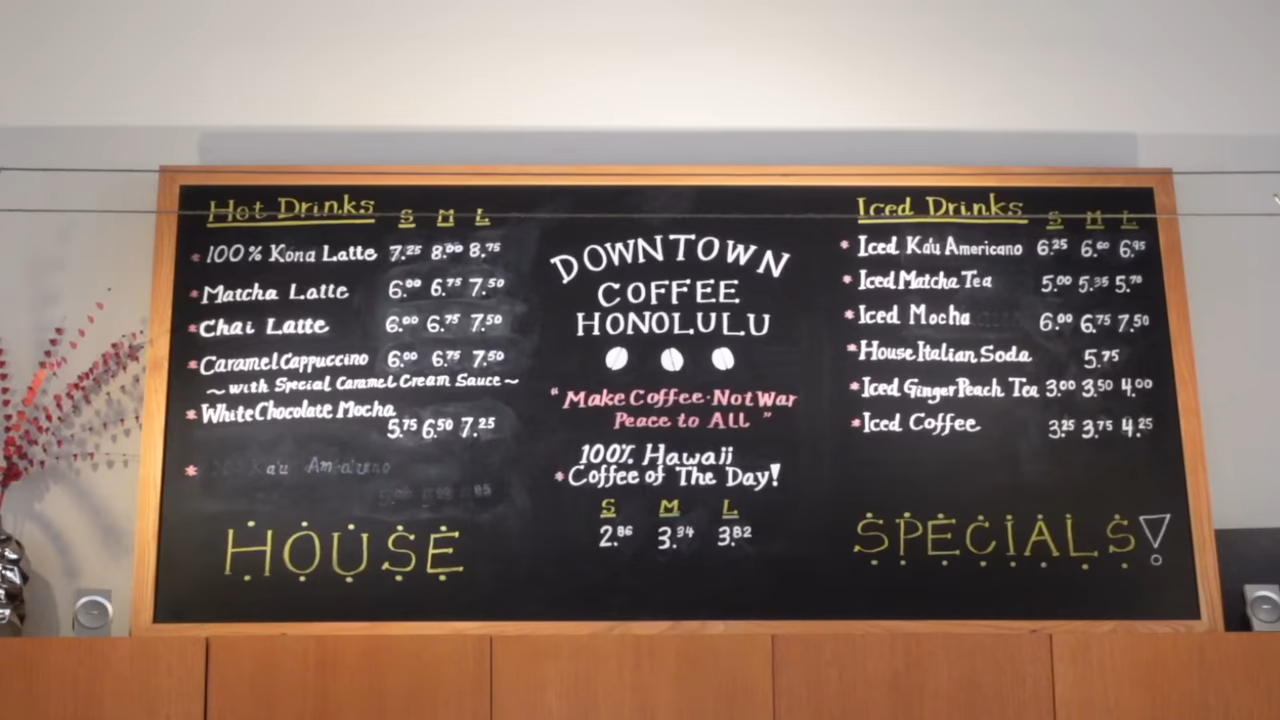 Hot Drinks S M L
* 100% Kona Latte 7.25 8.00 8.75
* Matcha Latte 6.00 6.75 7.50
* Chai Latte 6.00 6.75 7.50
* Caramel Cappuccino 6.00 6.75 7.50
~ with Special Caramel Cream Sauce ~
* White Chocolate Mocha
5.75 6.50 7.25
*
HOUSE
DOWNTOWN
COFFEE
HONOLULU
"Make Coffee·Not War
Peace to All"
100% Hawaii
* Coffee of The Day!
S M L
2.86 3.34 3.82
Iced Drinks S M L
* Iced Ka'u Americano 6.25 6.60 6.95
* Iced Matcha Tea 5.00 5.35 5.70
* Iced Mocha 6.00 6.75 7.50
* House Italian Soda 5.75
* Iced Ginger Peach Tea 3.00 3.50 4.00
* Iced Coffee 3.25 3.75 4.25
SPECIALS!